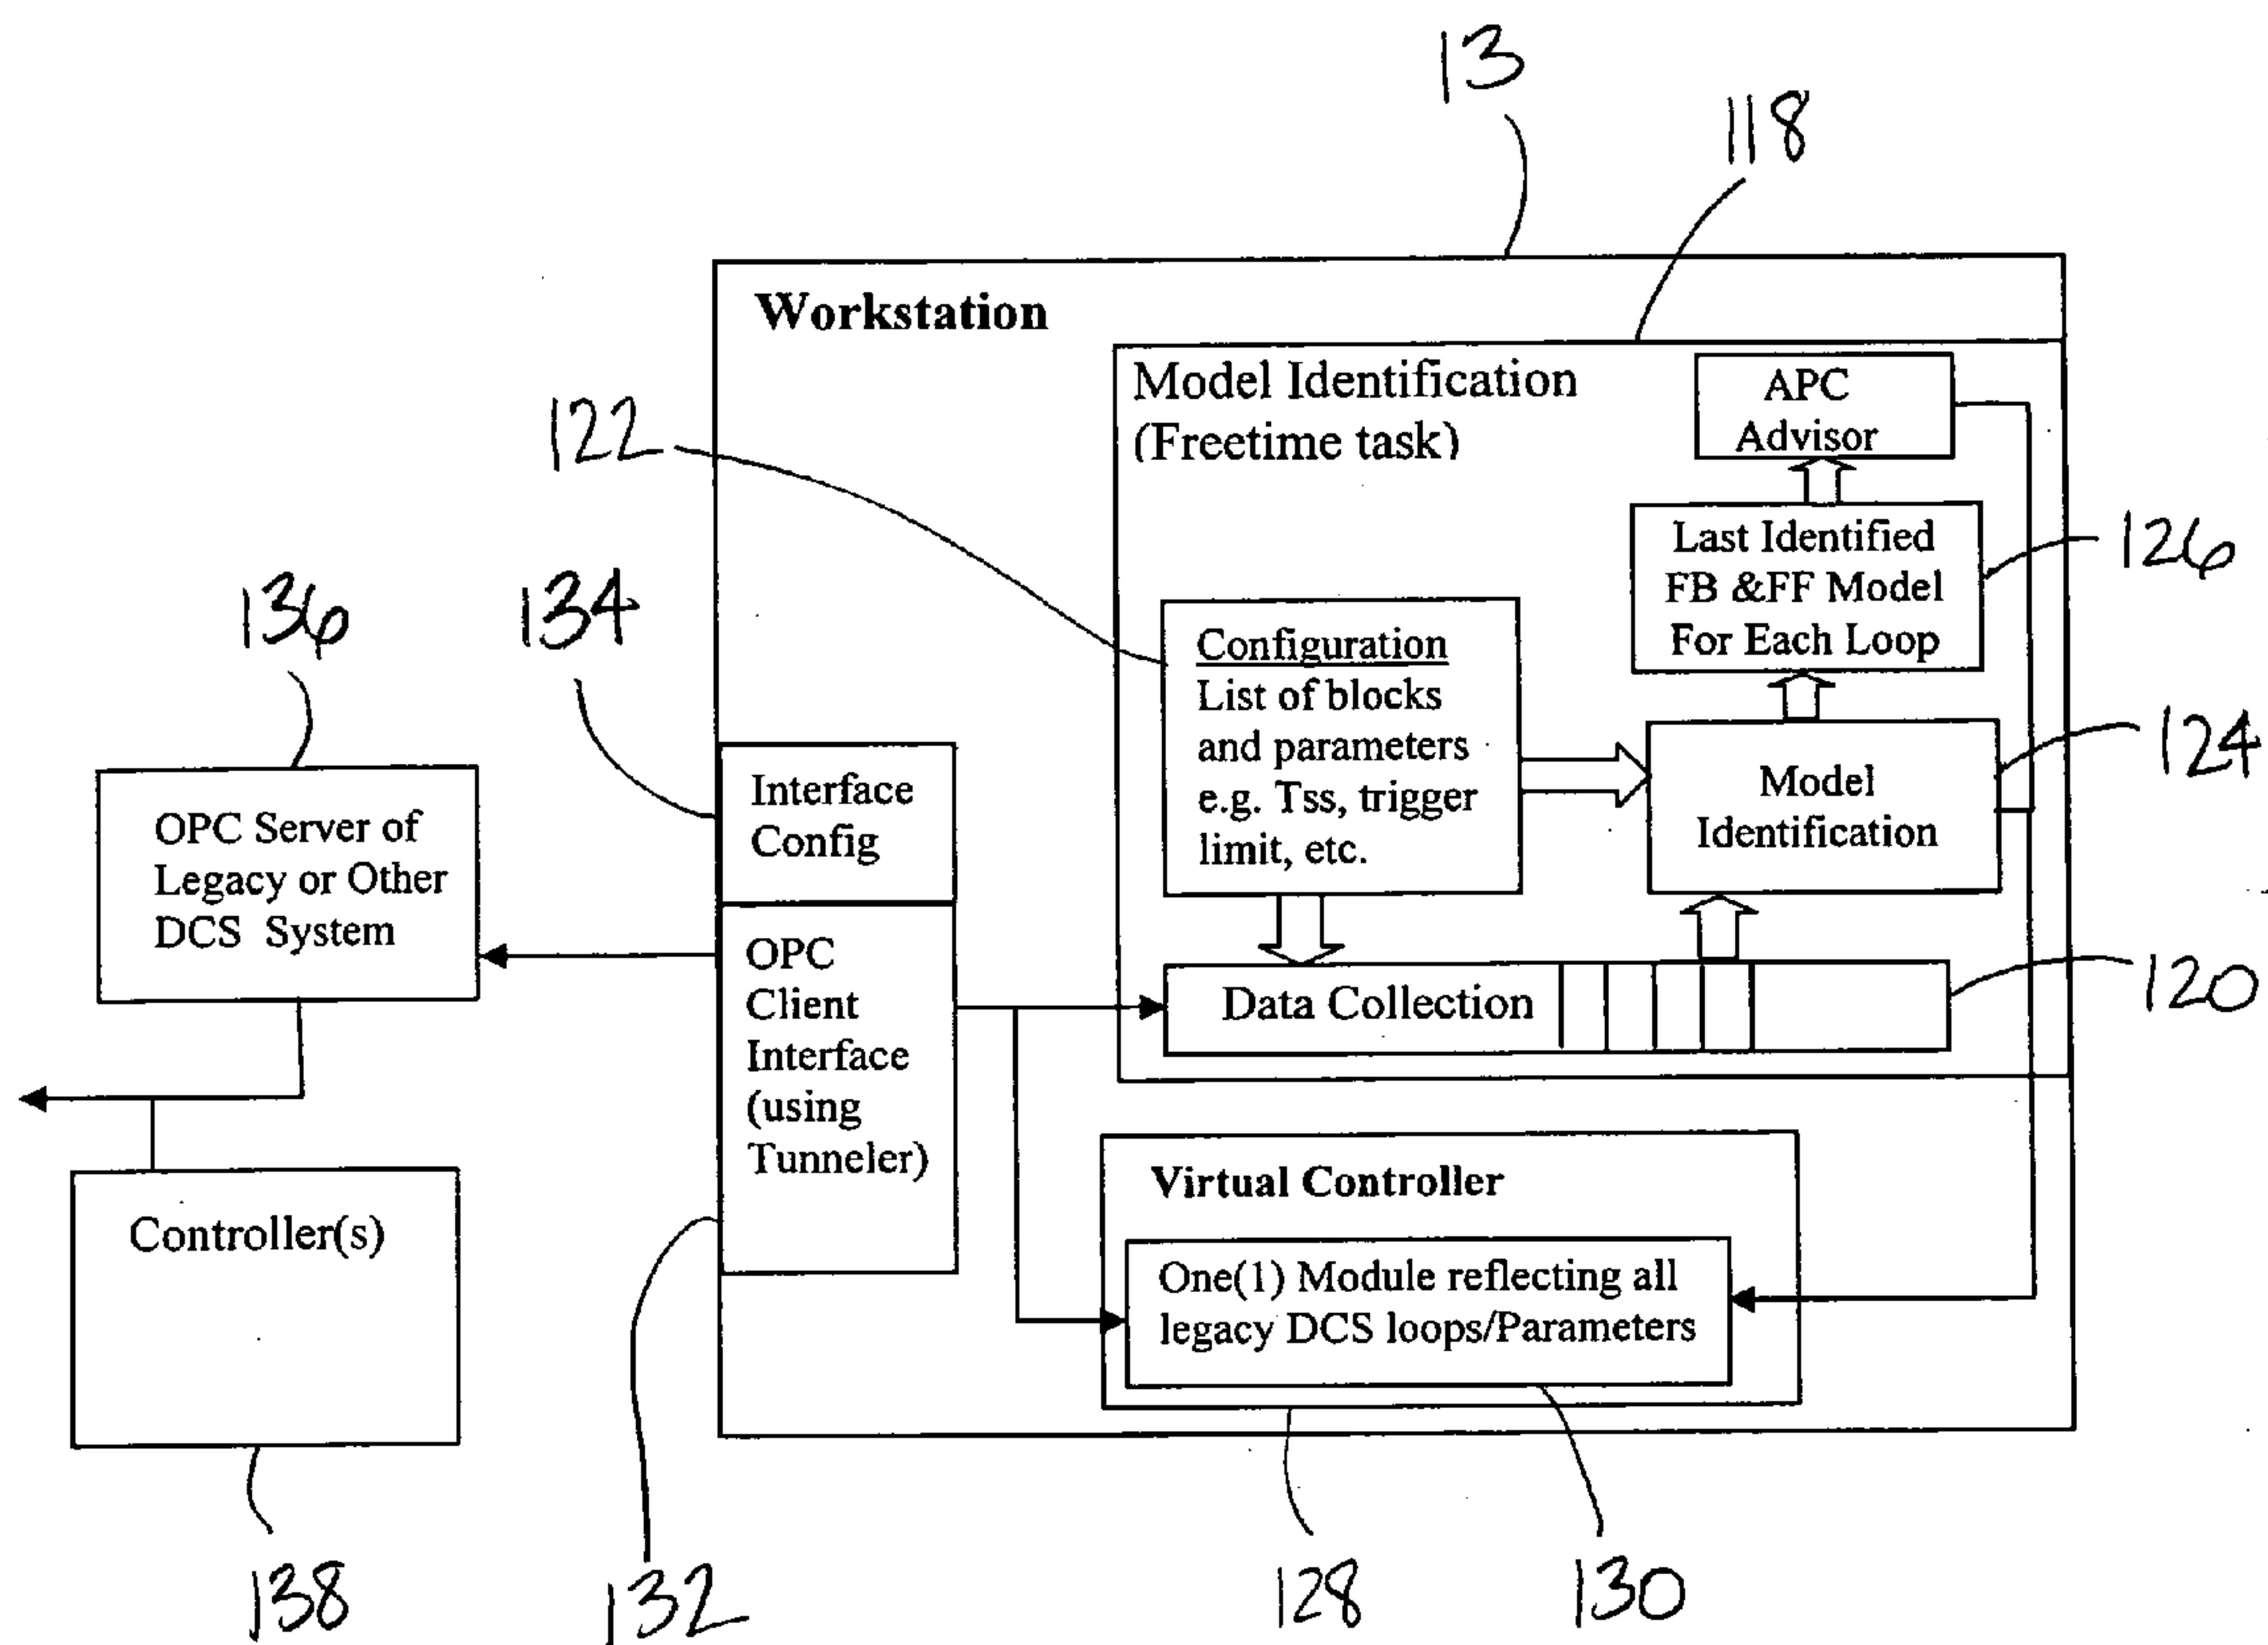 13
118
Workstation
Model Identification
(Freetime task)
APC
Advisor
122
Last Identified
FB &FF Model
For Each Loop
126
136
134
Configuration
List of blocks
and parameters
e.g. Tss, trigger
limit, etc.
124
Model
Identification
Interface
Config
OPC Server of
Legacy or Other
DCS System
OPC
Client
Interface
(using
Tunneler)
Data Collection
120
Virtual Controller
Controller(s)
One(1) Module reflecting all
legacy DCS loops/Parameters
138
132
128
130